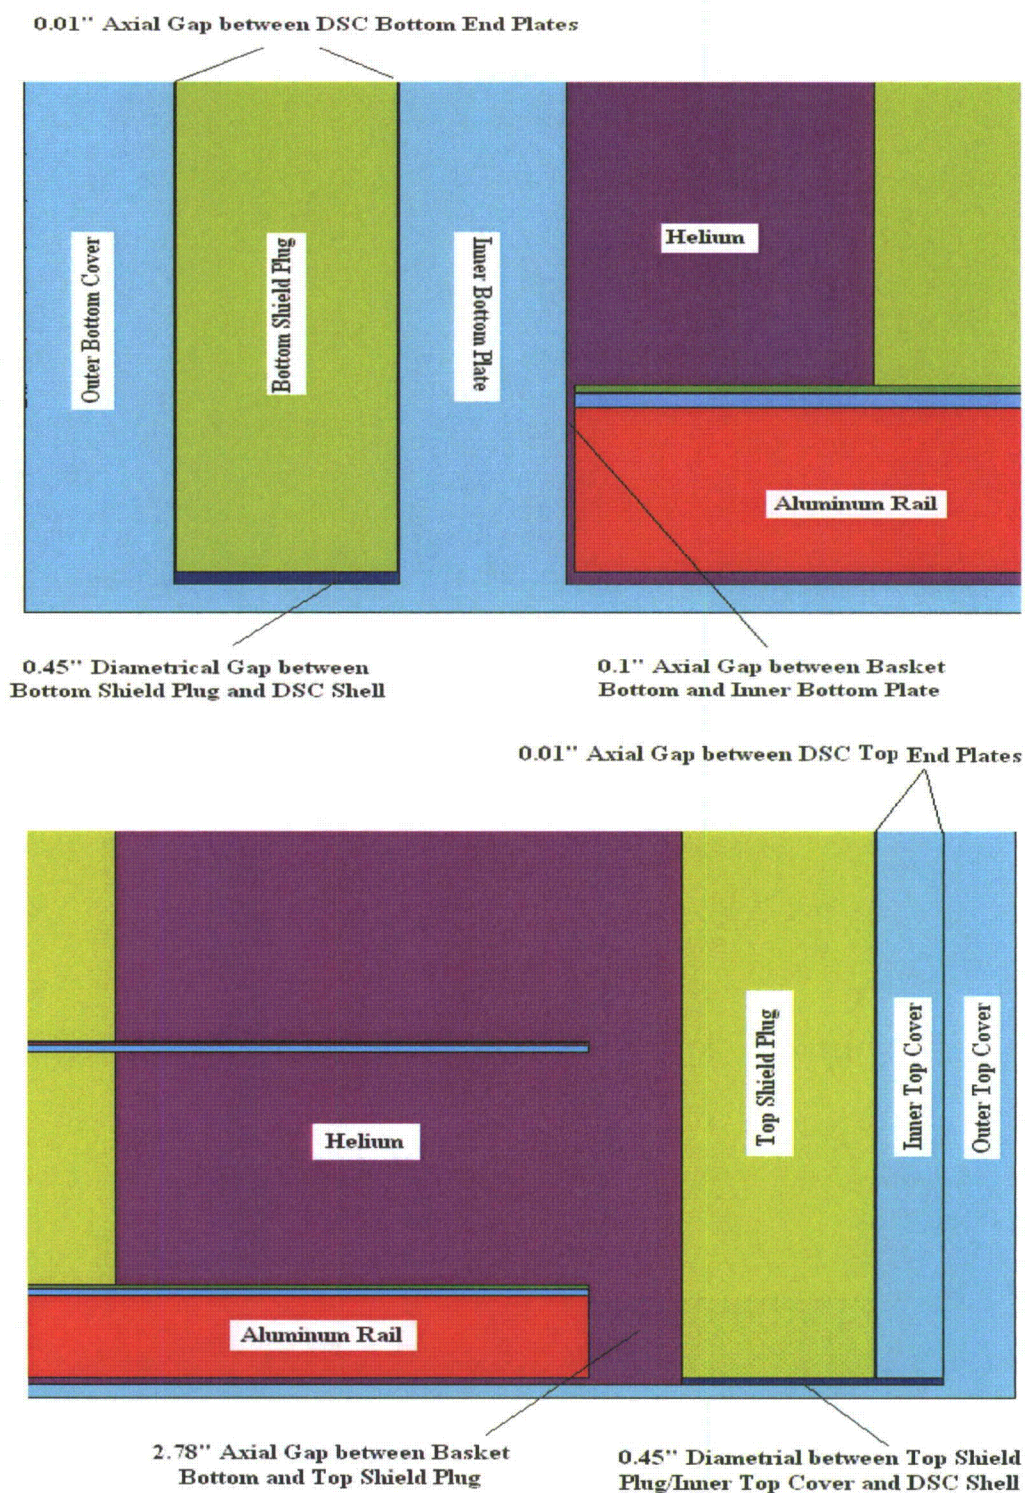 0.01" Axial Gap between DSC Bottom End Plates
Outer Bottom Cover
Bottom Shield Plug
Inner Bottom Plate
Helium
Aluminum Rail
0.45" Diametrical Gap between
Bottom Shield Plug and DSC Shell
0.1" Axial Gap between Basket
Bottom and Inner Bottom Plate
0.01" Axial Gap between DSC Top End Plates
Top Shield Plug
Inner Top Cover
Outer Top Cover
Helium
Aluminum Rail
2.78" Axial Gap between Basket
Bottom and Top Shield Plug
0.45" Diametrial between Top Shield
Plug/Inner Top Cover and DSC Shell